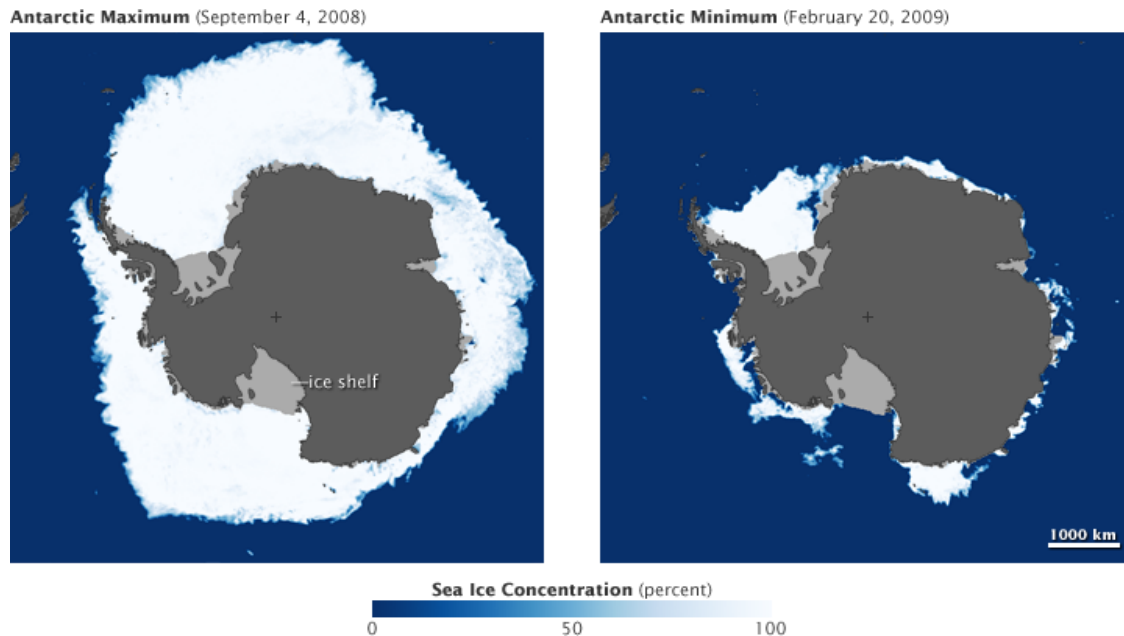 Antarctic Maximum (September 4, 2008)
Antarctic Minimum (February 20, 2009)
ice shelf
1000 km
Sea Ice Concentration (percent)
0 50 100